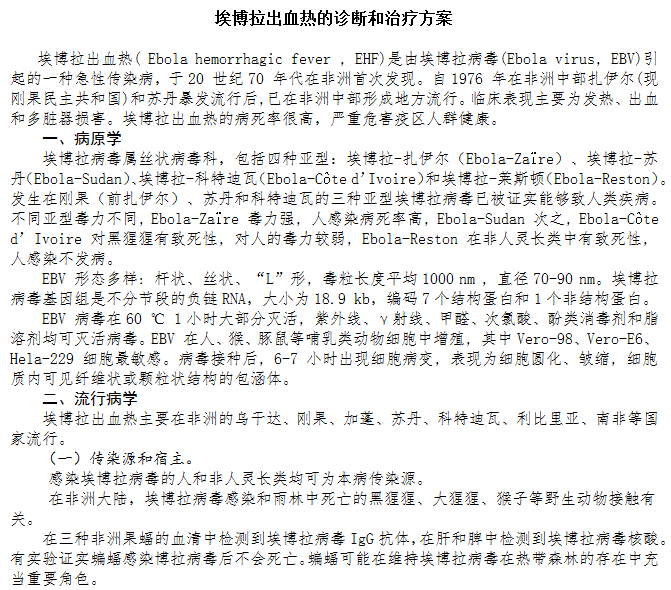 埃博拉出血热的诊断和治疗方案
埃博拉出血热( Ebola hemorrhagic fever , EHF)是由埃博拉病毒(Ebola virus, EBV)引
起的一种急性传染病，于20 世纪70 年代在非洲首次发现。自1976 年在非洲中部扎伊尔(现
刚果民主共和国)和苏丹暴发流行后,已在非洲中部形成地方流行。临床表现主要为发热、出血
和多脏器损害。埃博拉出血热的病死率很高，严重危害疫区人群健康。
一、病原学
埃博拉病毒属丝状病毒科，包括四种亚型：埃博拉-扎伊尔（Ebola-Zaïre）、埃博拉-苏
丹(Ebola-Sudan)、埃博拉-科特迪瓦(Ebola-Côte d'Ivoire)和埃博拉-莱斯顿(Ebola-Reston)。
发生在刚果（前扎伊尔）、苏丹和科特迪瓦的三种亚型埃博拉病毒已被证实能够致人类疾病。
不同亚型毒力不同，Ebola-Zaïre 毒力强，人感染病死率高，Ebola-Sudan 次之，Ebola-Côte
d’ Ivoire 对黑猩猩有致死性，对人的毒力较弱，Ebola-Reston 在非人灵长类中有致死性，
人感染不发病。
EBV 形态多样：杆状、丝状、“L”形，毒粒长度平均1000 nm ，直径70-90 nm。埃博拉
病毒基因组是不分节段的负链RNA，大小为18.9 kb，编码7个结构蛋白和1个非结构蛋白。
EBV 病毒在60 ℃ 1小时大部分灭活，紫外线、γ射线、甲醛、次氯酸、酚类消毒剂和脂
溶剂均可灭活病毒。EBV 在人、猴、豚鼠等哺乳类动物细胞中增殖，其中Vero-98、Vero-E6、
Hela-229 细胞最敏感。病毒接种后，6-7 小时出现细胞病变，表现为细胞圆化、皱缩，细胞
质内可见纤维状或颗粒状结构的包涵体。
二、流行病学
埃博拉出血热主要在非洲的乌干达、刚果、加蓬、苏丹、科特迪瓦、利比里亚、南非等国
家流行。
（一）传染源和宿主。
感染埃博拉病毒的人和非人灵长类均可为本病传染源。
在非洲大陆，埃博拉病毒感染和雨林中死亡的黑猩猩、大猩猩、猴子等野生动物接触有
关。
在三种非洲果蝠的血清中检测到埃博拉病毒IgG抗体,在肝和脾中检测到埃博拉病毒核酸。
有实验证实蝙蝠感染博拉病毒后不会死亡。蝙蝠可能在维持埃博拉病毒在热带森林的存在中充
当重要角色。